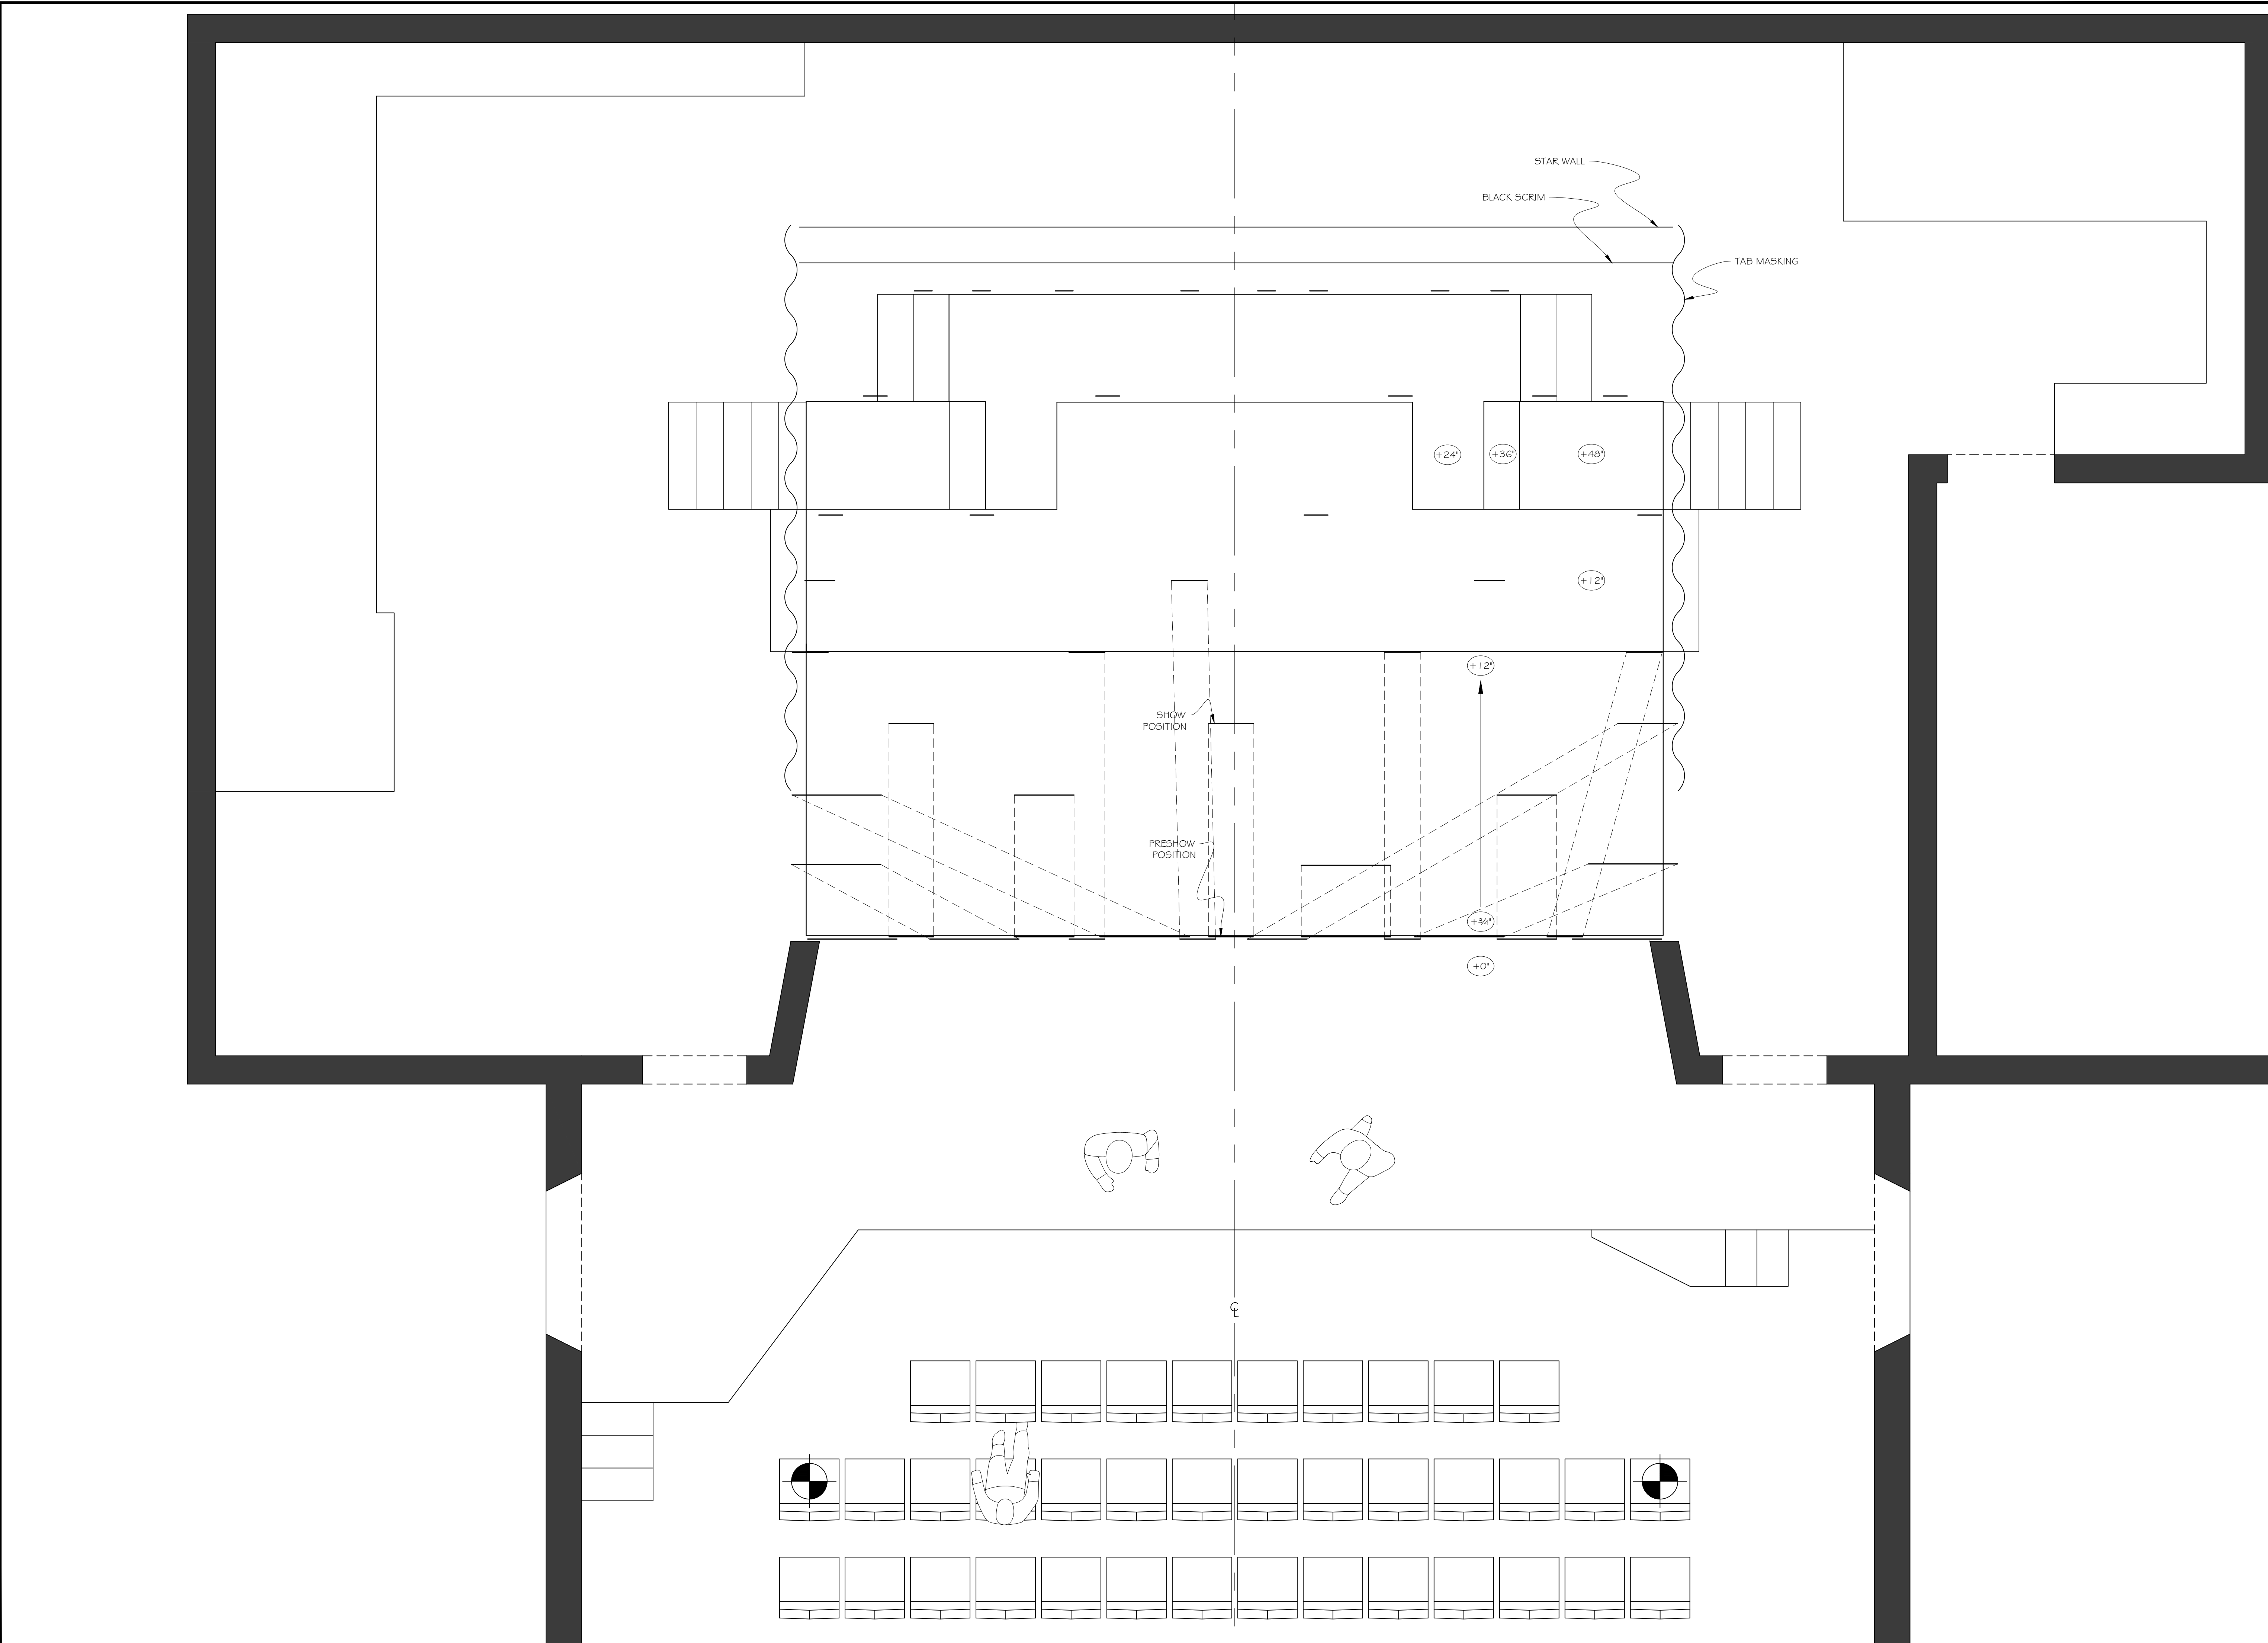 STAR WALL
BLACK SCRIM
TAB MASKING
+24"
+36"
+48"
+12"
+12"
SHOW
POSITION
PRESHOW
POSITION
+¾"
+0"
℄